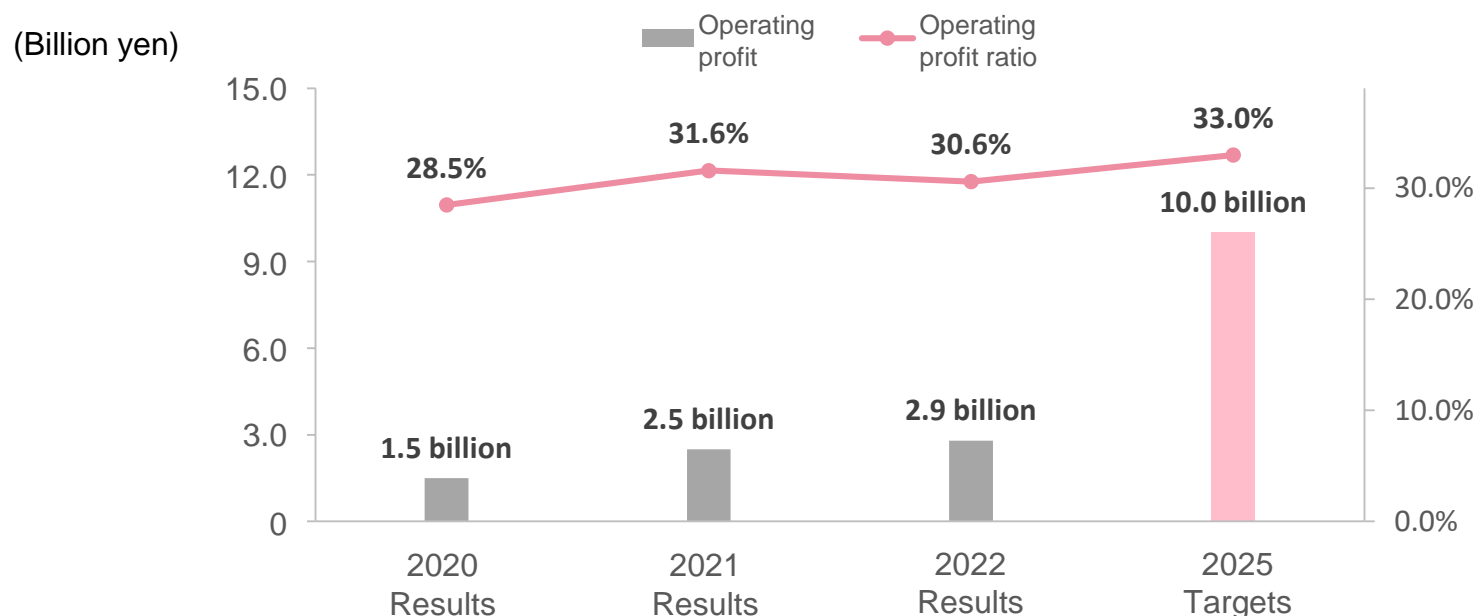 (Billion yen)
Operating
profit
Operating
profit ratio
15.0
12.0
9.0
6.0
3.0
0
30.0%
20.0%
10.0%
0.0%
28.5%
31.6%
30.6%
33.0%
1.5 billion
2.5 billion
2.9 billion
10.0 billion
2020
Results
2021
Results
2022
Results
2025
Targets